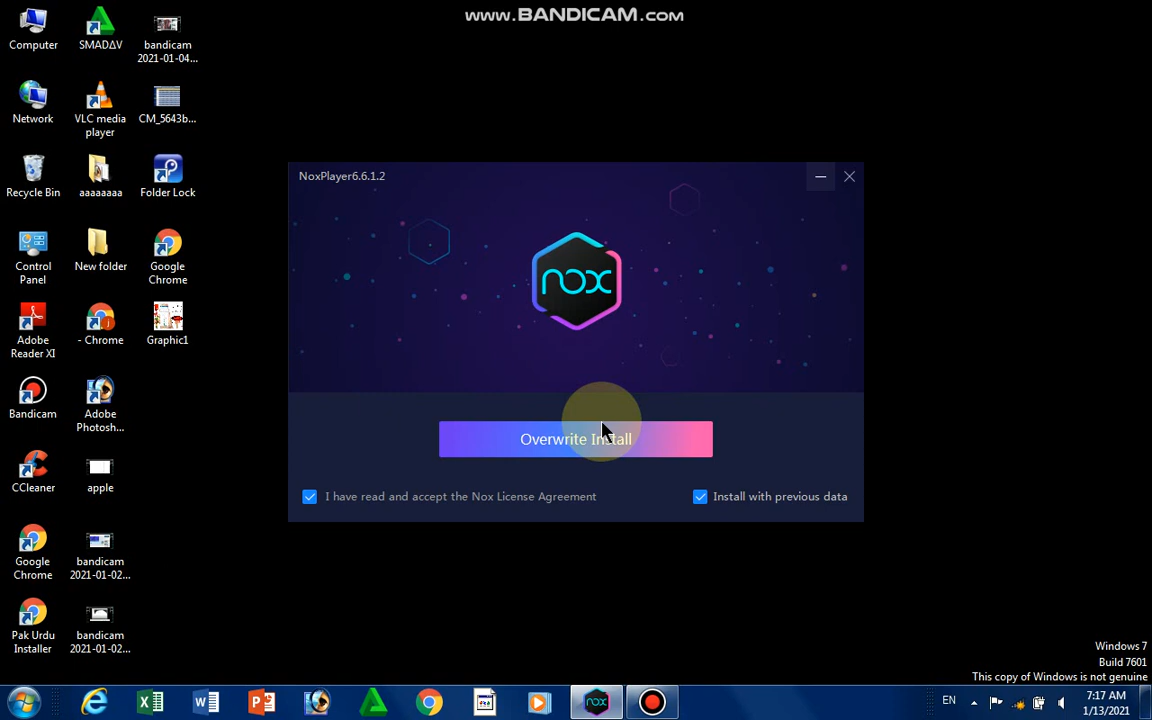 www.BANDICAM.com
Computer
SMADΔV
bandicam
2021-01-04...
Network
VLC media
player
CM_5643b...
Recycle Bin
aaaaaaaa
Folder Lock
Control
Panel
New folder
Google
Chrome
Adobe
Reader XI
- Chrome
Graphic1
Bandicam
Adobe
Photosh...
CCleaner
apple
Google
Chrome
bandicam
2021-01-02...
Pak Urdu
Installer
bandicam
2021-01-02...
NoxPlayer6.6.1.2
nox
Overwrite Install
I have read and accept the Nox License Agreement
Install with previous data
Windows 7
Build 7601
This copy of Windows is not genuine
EN
7:17 AM
1/13/2021